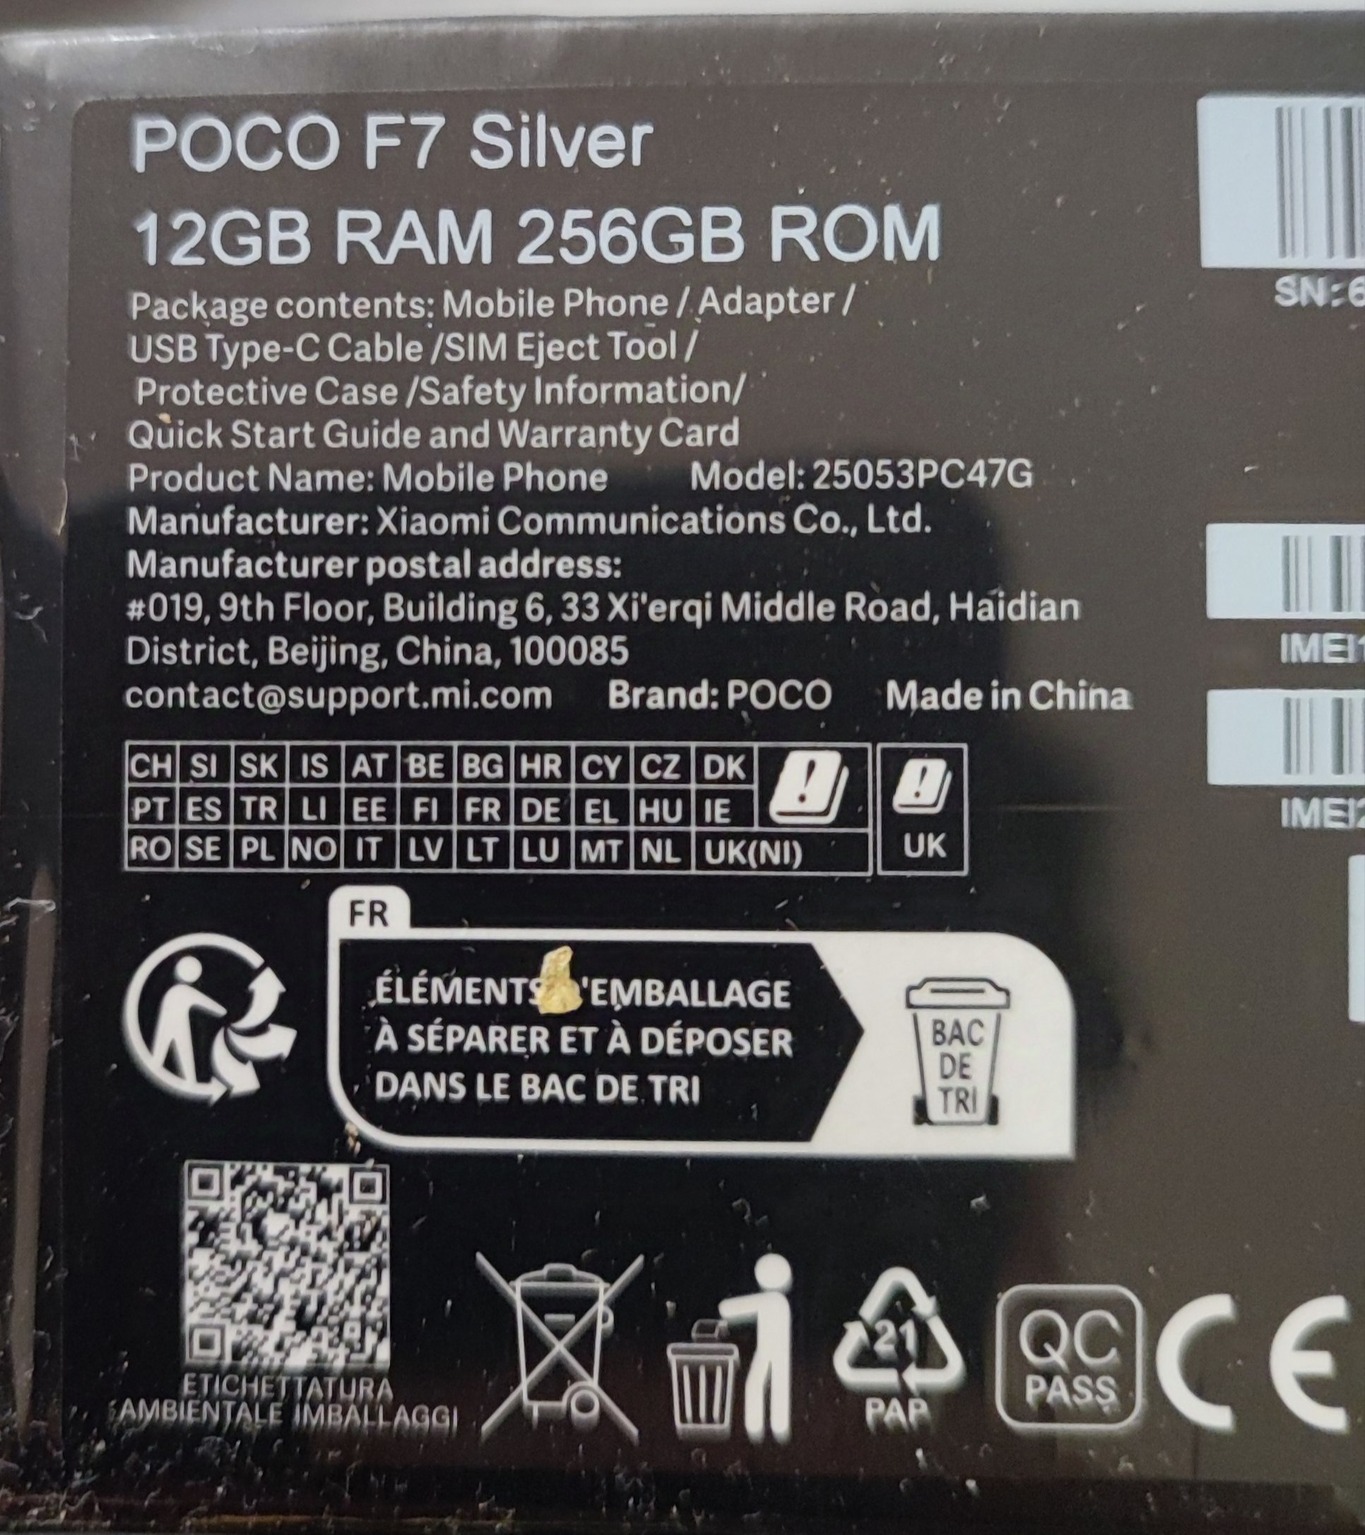 POCO F7 Silver
12GB RAM 256GB ROM
Package contents: Mobile Phone / Adapter /
USB Type-C Cable /SIM Eject Tool /
Protective Case /Safety Information/
Quick Start Guide and Warranty Card
Product Name: Mobile Phone Model: 25053PC47G
Manufacturer: Xiaomi Communications Co., Ltd.
Manufacturer postal address:
#019, 9th Floor, Building 6, 33 Xi'erqi Middle Road, Haidian
District, Beijing, China, 100085
contact@support.mi.com Brand: POCO Made in China
CH SI SK IS AT BE BG HR CY CZ DK
PT ES TR LI EE FI FR DE EL HU IE
RO SE PL NO IT LV LT LU MT NL UK(NI)
UK
FR
ÉLÉMENTS 'EMBALLAGE
À SÉPARER ET À DÉPOSER
DANS LE BAC DE TRI
BAC
DE
TRI
ETICHETTATURA
AMBIENTALE IMBALLAGGI
21
PAP
QC
PASS
CE
SN:6
IMEI1
IMEI2